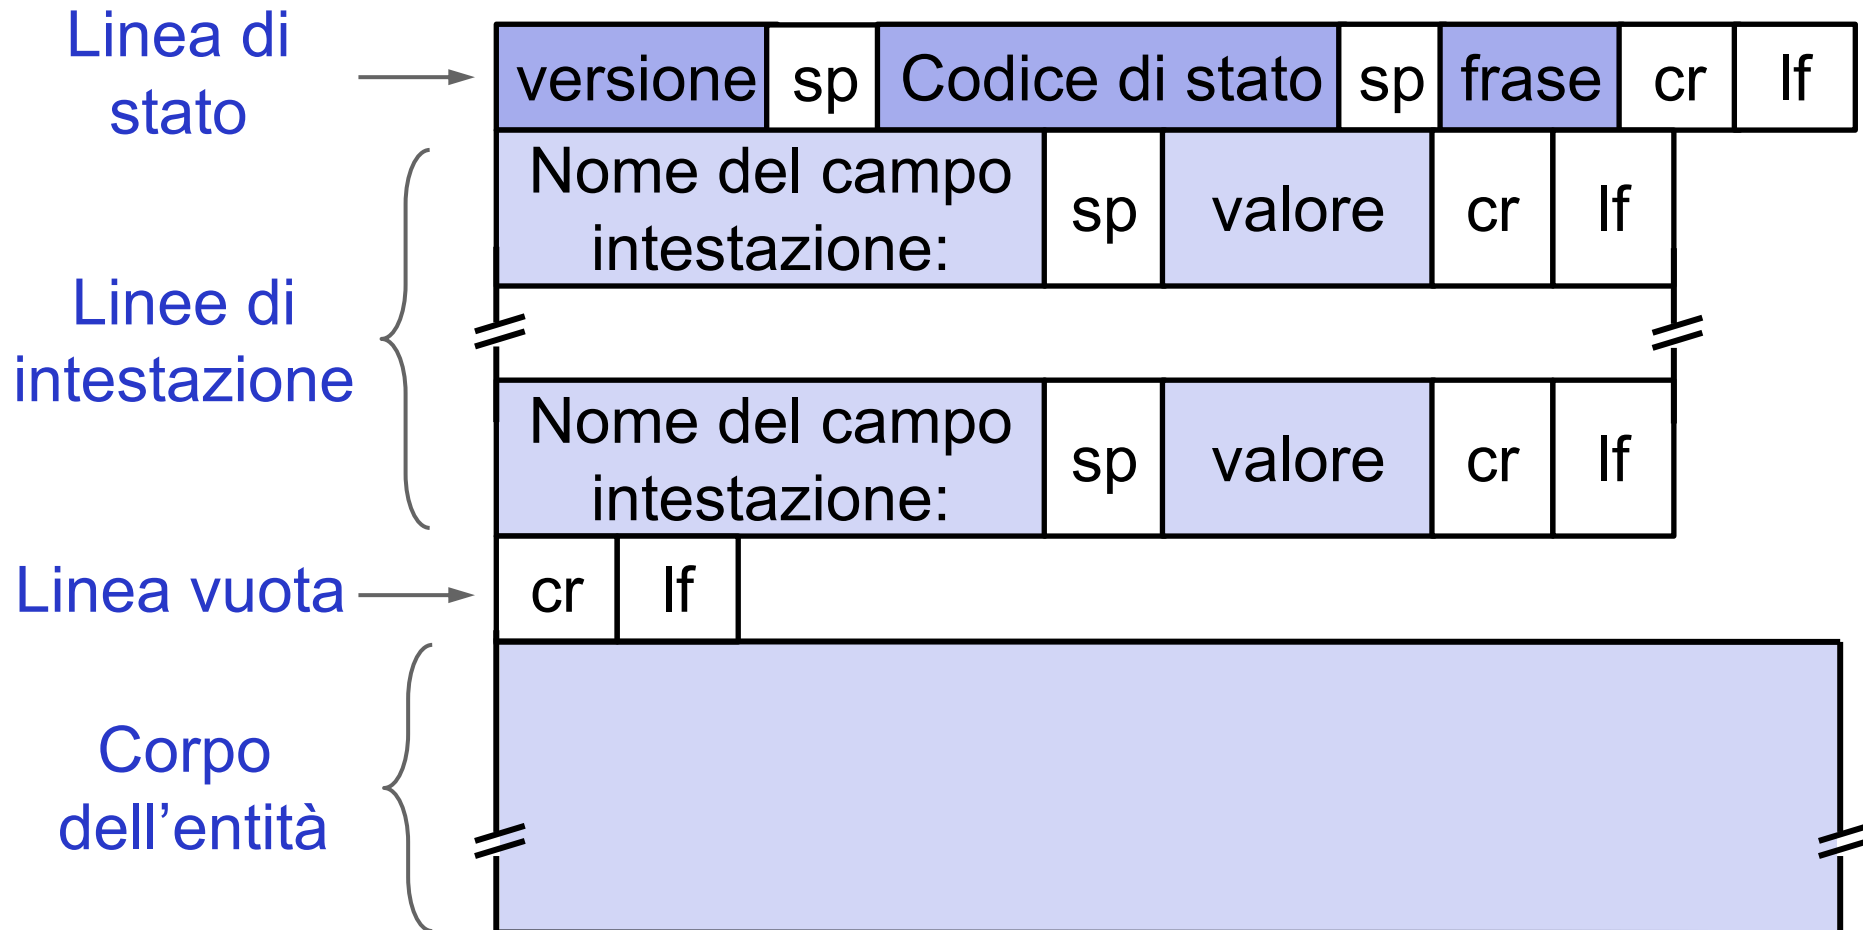 Linea di
stato
versione sp Codice di stato sp frase cr lf
Linee di
intestazione
Nome del campo
intestazione:
sp valore cr lf
Nome del campo
intestazione:
sp valore cr lf
Linea vuota
cr lf
Corpo
dell’entità